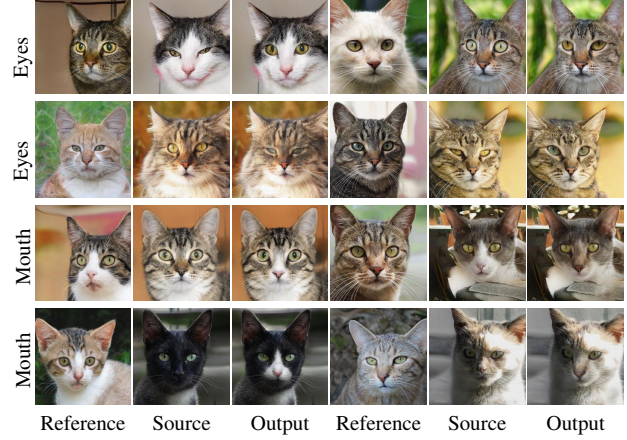 Eyes
Eyes
Mouth
Mouth
Reference Source Output Reference Source Output